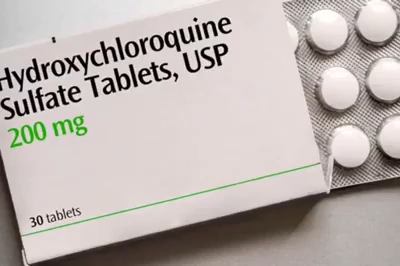 Hydroxychloroquine
Sulfate Tablets, USP
200 mg
30 tablets